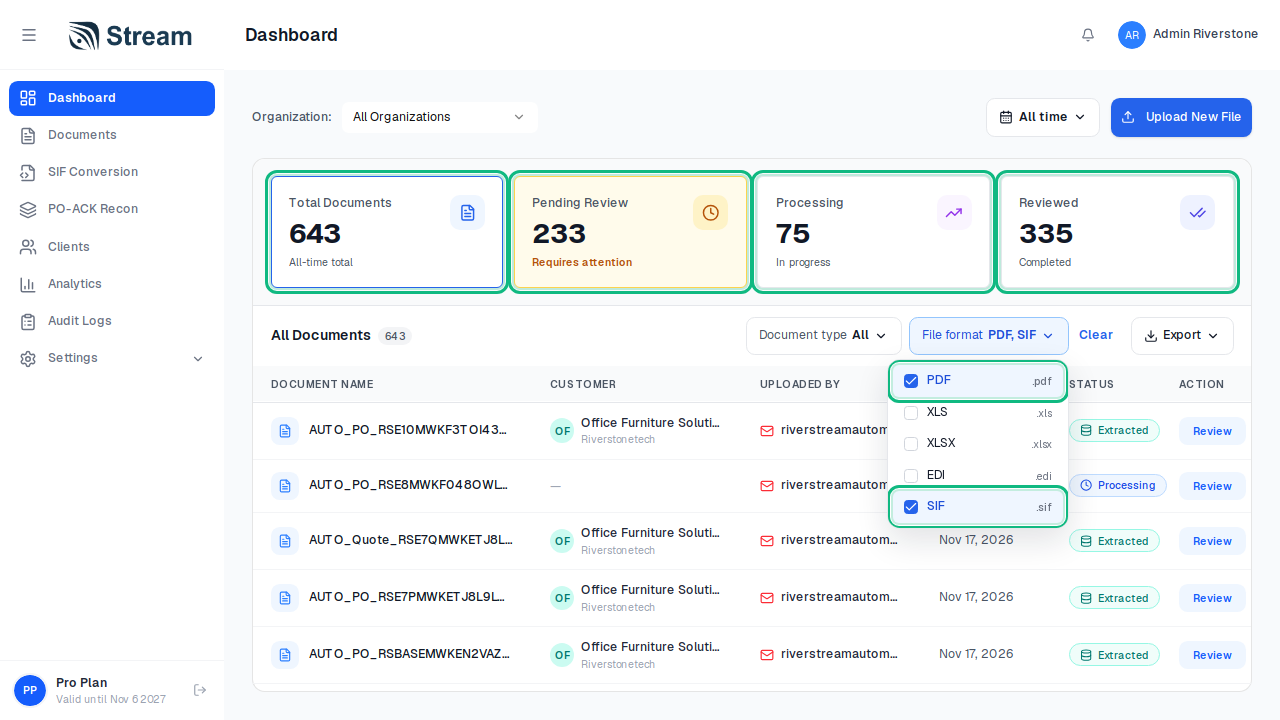 Stream
Dashboard
AR
Admin Riverstone
Dashboard
Documents
SIF Conversion
PO-ACK Recon
Clients
Analytics
Audit Logs
Settings
Organization:
All Organizations
All time
Upload New File
Total Documents
643
All-time total
Pending Review
233
Requires attention
Processing
75
In progress
Reviewed
335
Completed
All Documents 643
Document type All
File format PDF, SIF
Clear
Export
DOCUMENT NAME
CUSTOMER
UPLOADED BY
STATUS
ACTION
PDF .pdf
XLS .xls
XLSX .xlsx
EDI .edi
SIF .sif
AUTO_PO_RSE10MWKF3TOI43...
OF
Office Furniture Soluti...
Riverstonetech
riverstreamautom
Extracted
Review
AUTO_PO_RSE8MWKF048OWL...
—
riverstreamautom
Processing
Review
AUTO_Quote_RSE7QMWKETJ8L...
OF
Office Furniture Soluti...
Riverstonetech
riverstreamautom...
Nov 17, 2026
Extracted
Review
AUTO_PO_RSE7PMWKETJ8L9L...
OF
Office Furniture Soluti...
Riverstonetech
riverstreamautom...
Nov 17, 2026
Extracted
Review
AUTO_PO_RSBASEMWKEN2VAZ...
OF
Office Furniture Soluti...
Riverstonetech
riverstreamautom...
Nov 17, 2026
Extracted
Review
PP
Pro Plan
Valid until Nov 6 2027